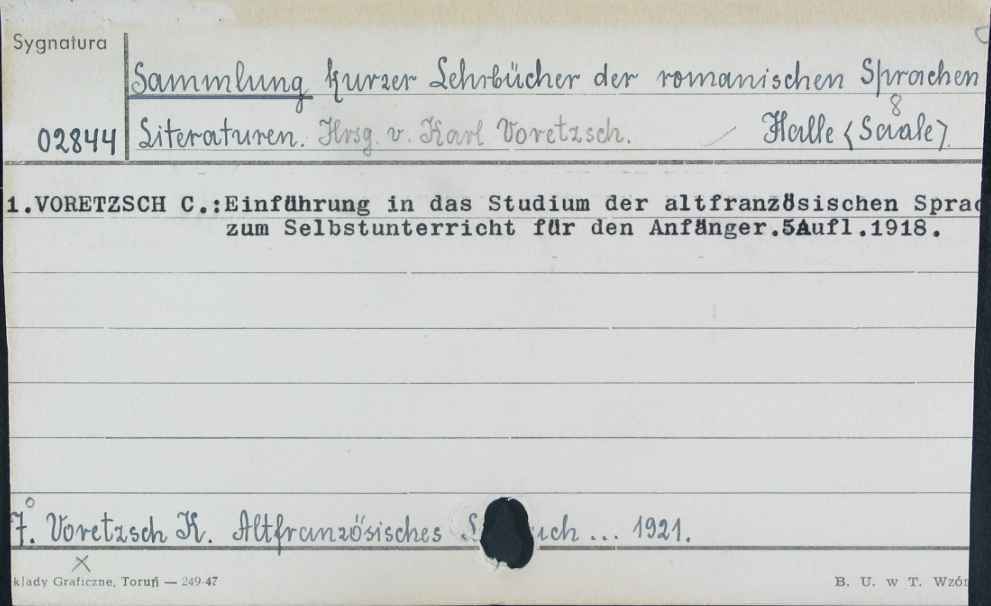 Sygnatura
Sammlung kurzer Lehrbücher der romanischen Sprachen
8
02844 Literaturen. Hrsg. v. Karl Voretzsch. Halle (Saale).
1.VORETZSCH C.:Einführung in das Studium der altfranzösischen Sprac
zum Selbstunterricht für den Anfänger.5Aufl.1918.
7. Voretzsch K. Altfranzösisches ... 1921.
kłady Graficzne, Toruń — 249-47
B. U. w T. Wzór